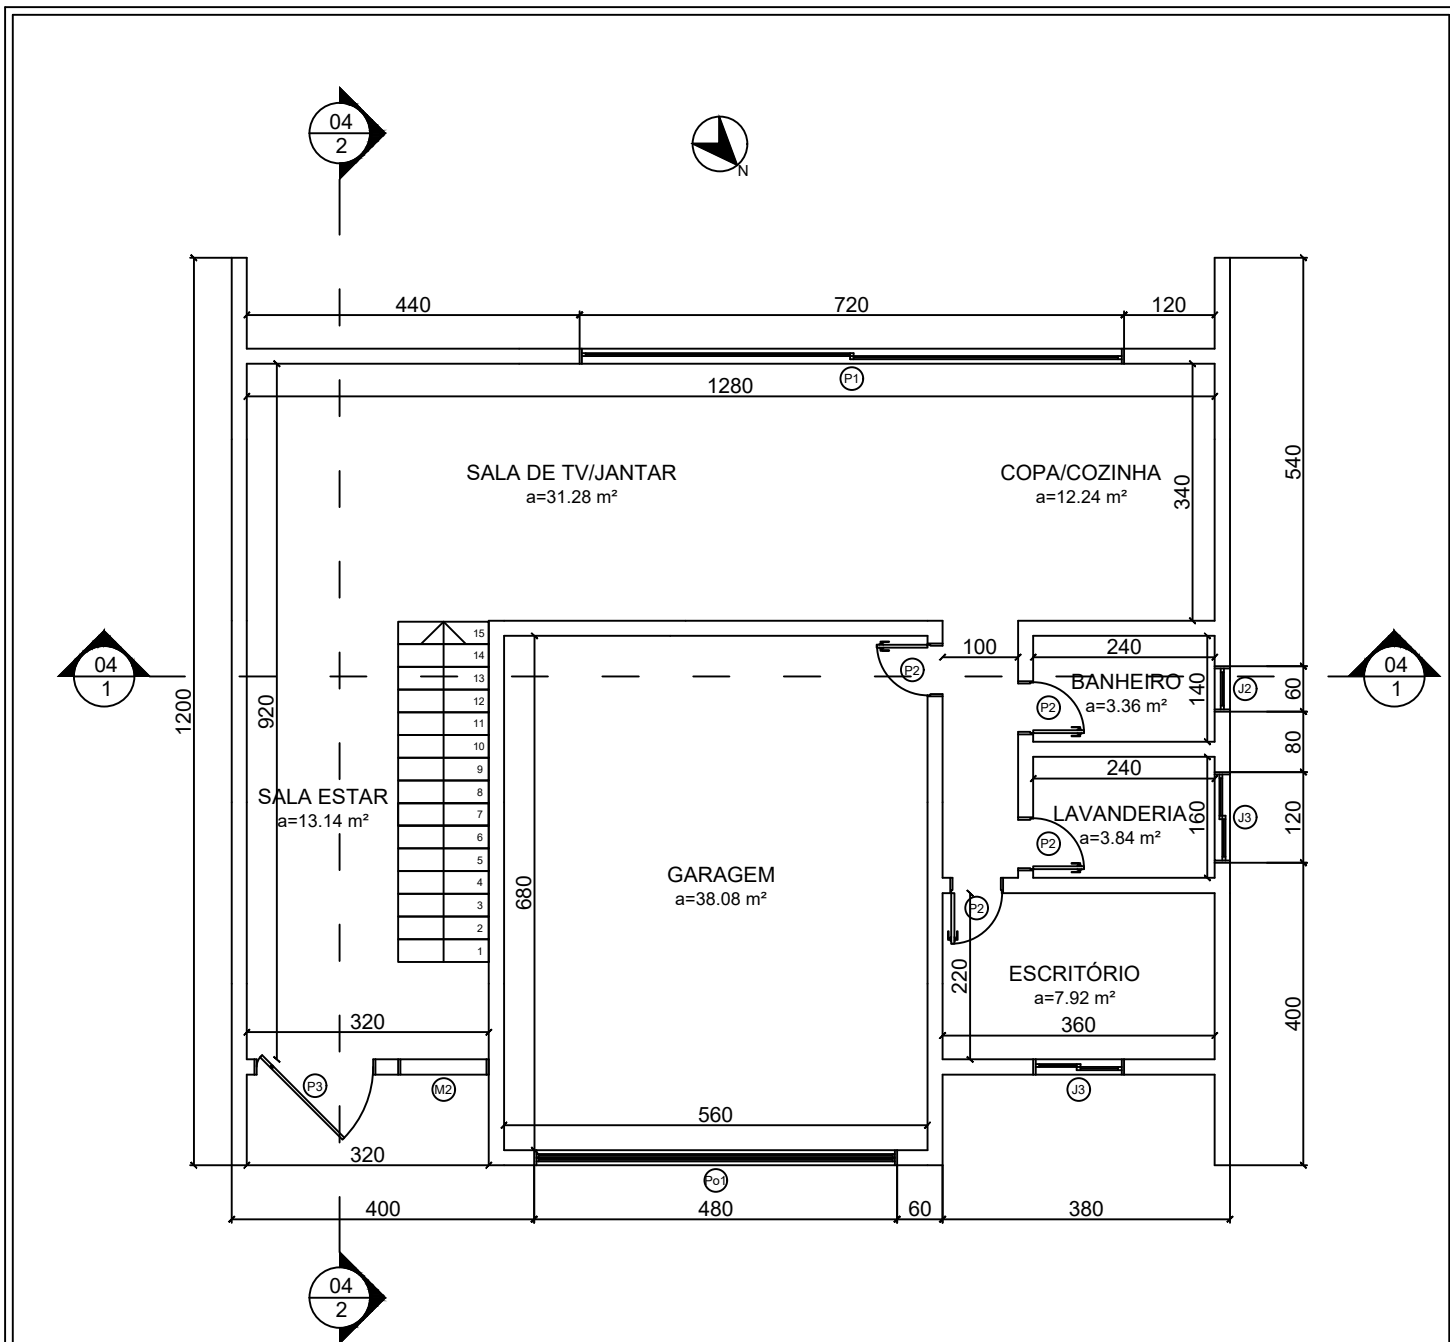 04
2
N
440
720
120
P1
1280
SALA DE TV/JANTAR
a=31.28 m²
COPA/COZINHA
a=12.24 m²
340
540
04
1
1200
920
15
14
13
12
11
10
9
8
7
6
5
4
3
2
1
P2
100
240
BANHEIRO
a=3.36 m²
140
P2
J2
60
04
1
80
240
LAVANDERIA
a=3.84 m²
160
P2
J3
120
SALA ESTAR
a=13.14 m²
GARAGEM
a=38.08 m²
680
P2
220
ESCRITÓRIO
a=7.92 m²
360
400
320
P3
M2
J3
560
320
Po1
400
480
60
380
04
2